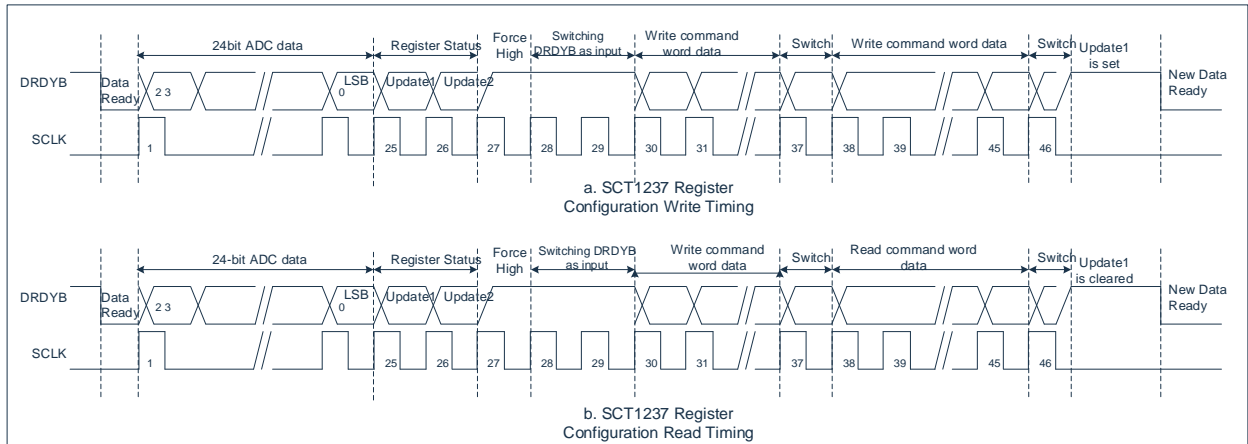 24bit ADC data
Register Status
Force
High
Switching
DRDYB as input
Write command
word data
Switch
Write command word data
Switch
Update1
is set
DRDYB
Data
Ready
2 3
LSB
0
Update1
Update2
New Data
Ready
SCLK
1
25
26
27
28
29
30
31
37
38
39
45
46
a. SCT1237 Register
Configuration Write Timing
24-bit ADC data
Register Status
Force
High
Switching DRDYB
as input
Write command
word data
Switch
Read command word
data
Switch
Update1
is cleared
DRDYB
Data
Ready
2 3
LSB
0
Update1
Update2
New Data
Ready
SCLK
1
25
26
27
28
29
30
31
37
38
39
45
46
b. SCT1237 Register
Configuration Read Timing